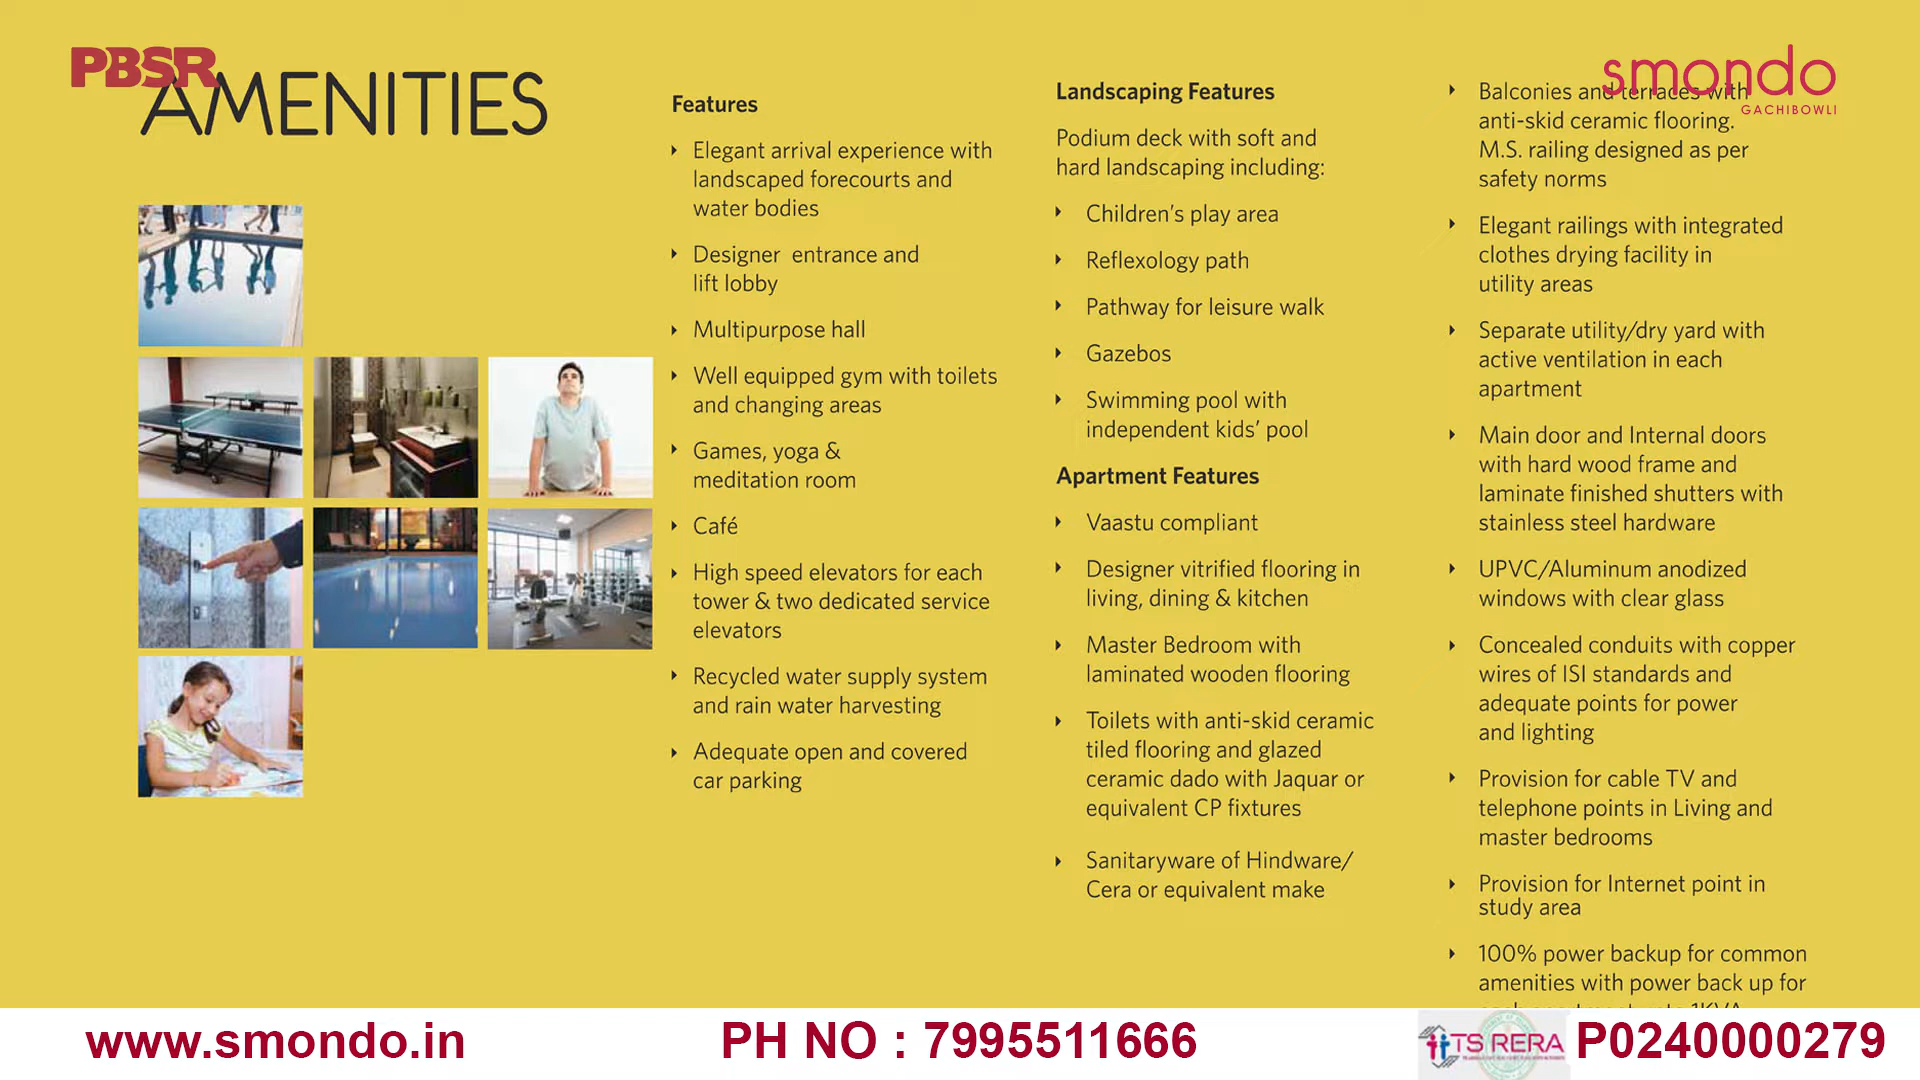 PBSR
AMENITIES
Features
Elegant arrival experience with
landscaped forecourts and
water bodies
Designer entrance and
lift lobby
Multipurpose hall
Well equipped gym with toilets
and changing areas
Games, yoga &
meditation room
Café
High speed elevators for each
tower & two dedicated service
elevators
Recycled water supply system
and rain water harvesting
Adequate open and covered
car parking
Landscaping Features
Podium deck with soft and
hard landscaping including:
Children's play area
Reflexology path
Pathway for leisure walk
Gazebos
Swimming pool with
independent kids' pool
Apartment Features
Vaastu compliant
Designer vitrified flooring in
living, dining & kitchen
Master Bedroom with
laminated wooden flooring
Toilets with anti-skid ceramic
tiled flooring and glazed
ceramic dado with Jaquar or
equivalent CP fixtures
Sanitaryware of Hindware/
Cera or equivalent make
smondo
GACHIBOWLI
Balconies and terraces with
anti-skid ceramic flooring.
M.S. railing designed as per
safety norms
Elegant railings with integrated
clothes drying facility in
utility areas
Separate utility/dry yard with
active ventilation in each
apartment
Main door and Internal doors
with hard wood frame and
laminate finished shutters with
stainless steel hardware
UPVC/Aluminum anodized
windows with clear glass
Concealed conduits with copper
wires of ISI standards and
adequate points for power
and lighting
Provision for cable TV and
telephone points in Living and
master bedrooms
Provision for Internet point in
study area
100% power backup for common
amenities with power back up for
www.smondo.in
PH NO : 7995511666
TS RERA
P0240000279